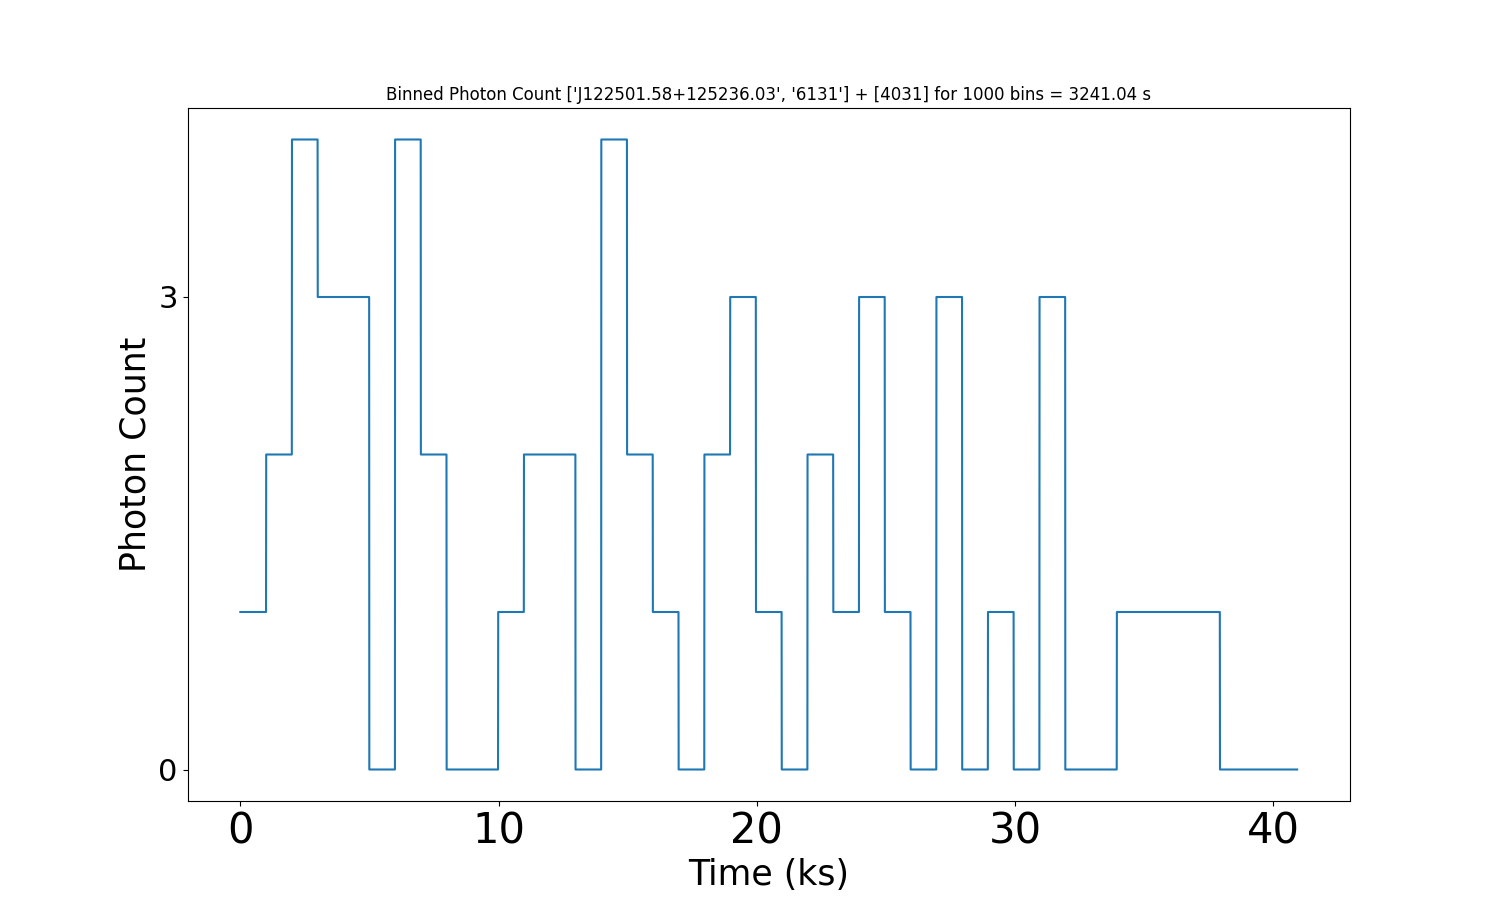 Binned Photon Count ['J122501.58+125236.03', '6131'] + [4031] for 1000 bins = 3241.04 s
Photon Count
3
0
0 10 20 30 40
Time (ks)